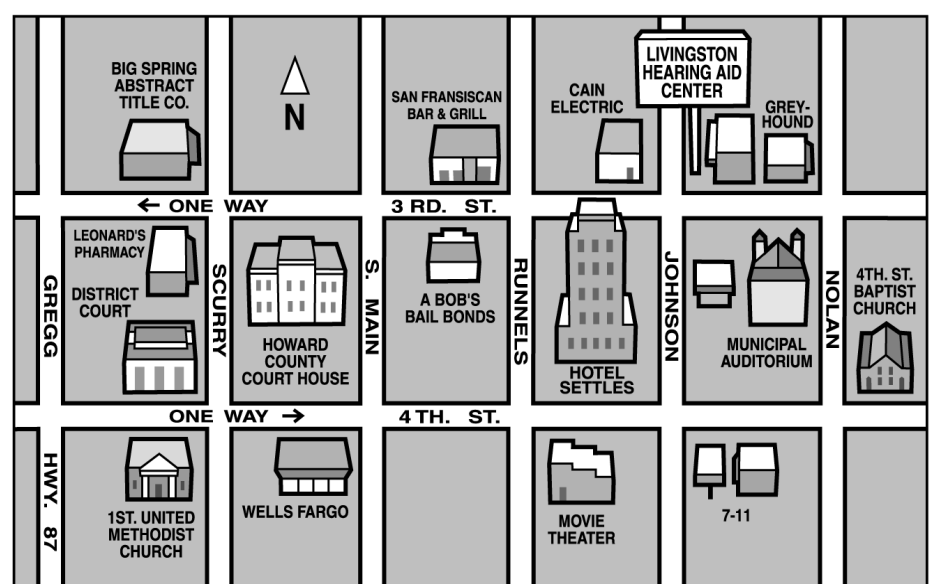 BIG SPRING
ABSTRACT
TITLE CO.
N
SAN FRANSISCAN
BAR & GRILL
CAIN
ELECTRIC
LIVINGSTON
HEARING AID
CENTER
GREY-
HOUND
← ONE WAY
3 RD. ST.
LEONARD'S
PHARMACY
DISTRICT
COURT
GREGG
SCURRY
HOWARD
COUNTY
COURT HOUSE
S. MAIN
A BOB'S
BAIL BONDS
RUNNELS
HOTEL
SETTLES
JOHNSON
MUNICIPAL
AUDITORIUM
NOLAN
4TH. ST.
BAPTIST
CHURCH
ONE WAY →
4 TH. ST.
HWY. 87
1ST. UNITED
METHODIST
CHURCH
WELLS FARGO
MOVIE
THEATER
7-11